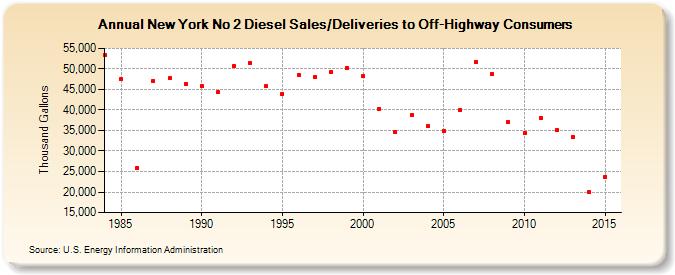 Annual New York No 2 Diesel Sales/Deliveries to Off-Highway Consumers
Thousand Gallons
55,000
50,000
45,000
40,000
35,000
30,000
25,000
20,000
15,000
1985 1990 1995 2000 2005 2010 2015
Source: U.S. Energy Information Administration